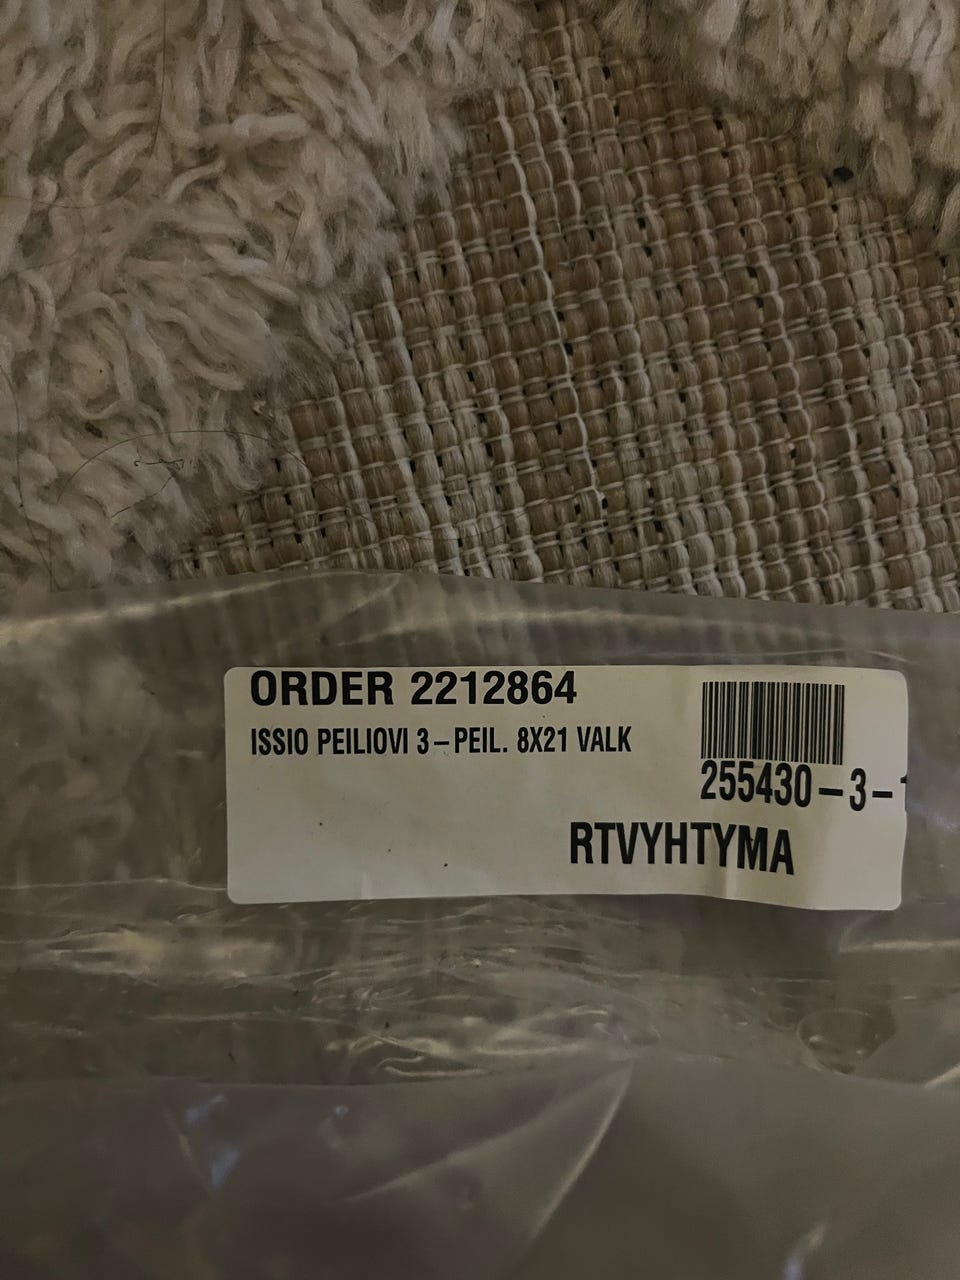 ORDER 2212864
ISSIO PEILIOVI 3-PEIL. 8X21 VALK
255430-3-
RTVYHTYMA